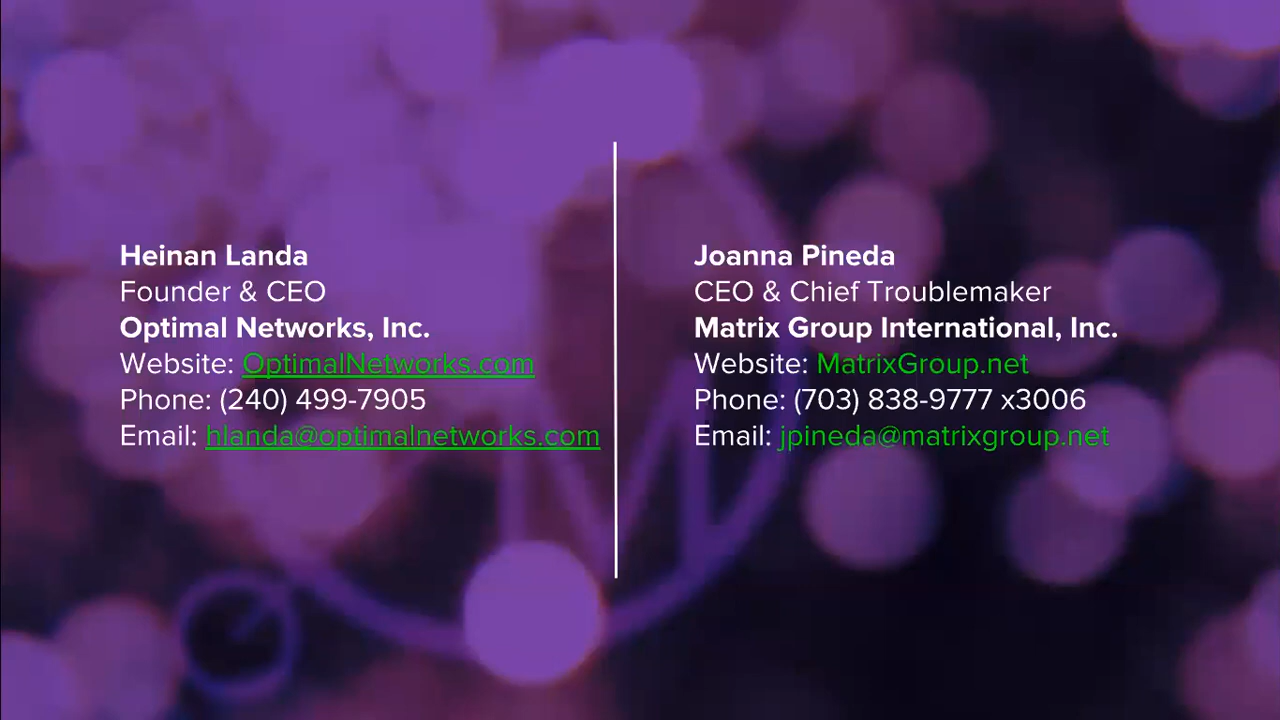 Heinan Landa
Founder & CEO
Optimal Networks, Inc.
Website: OptimalNetworks.com
Phone: (240) 499-7905
Email: hlanda@optimalnetworks.com
Joanna Pineda
CEO & Chief Troublemaker
Matrix Group International, Inc.
Website: MatrixGroup.net
Phone: (703) 838-9777 x3006
Email: jpineda@matrixgroup.net